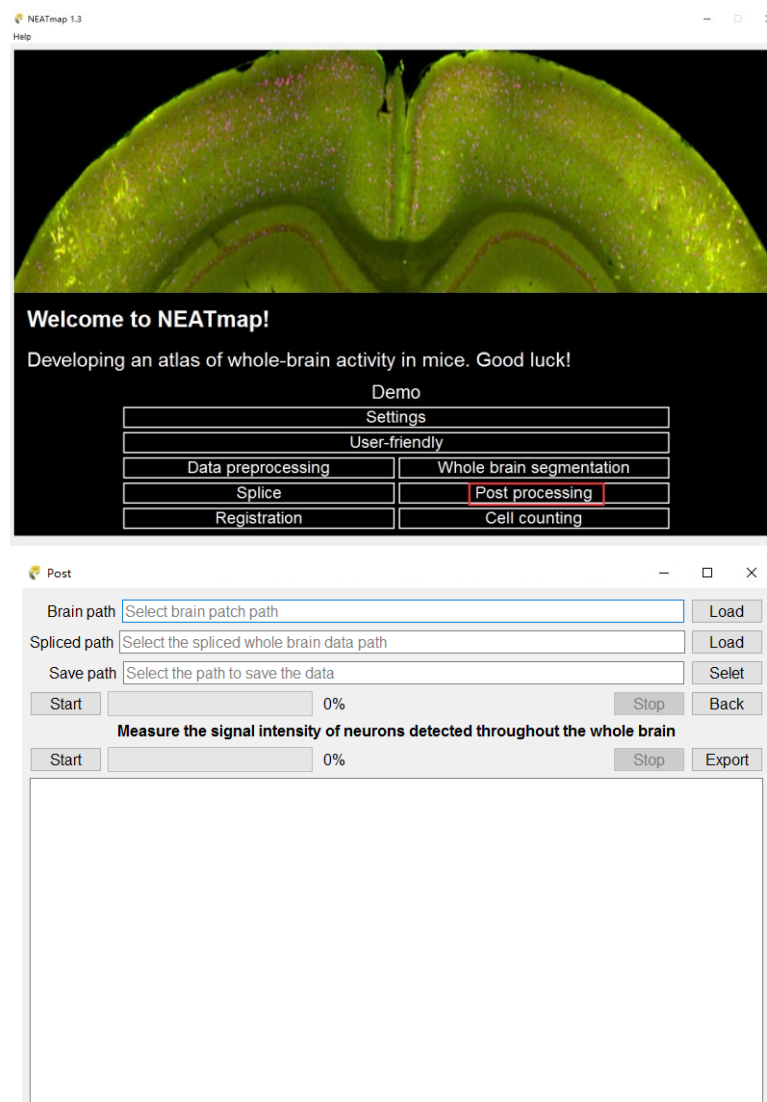 NEATmap 1.3
Help
Welcome to NEATmap!
Developing an atlas of whole-brain activity in mice. Good luck!
Demo
Settings
User-friendly
Data preprocessing Whole brain segmentation
Splice Post processing
Registration Cell counting
Post
Brain path Select brain patch path Load
Spliced path Select the spliced whole brain data path Load
Save path Select the path to save the data Selet
Start 0% Stop Back
Measure the signal intensity of neurons detected throughout the whole brain
Start 0% Stop Export